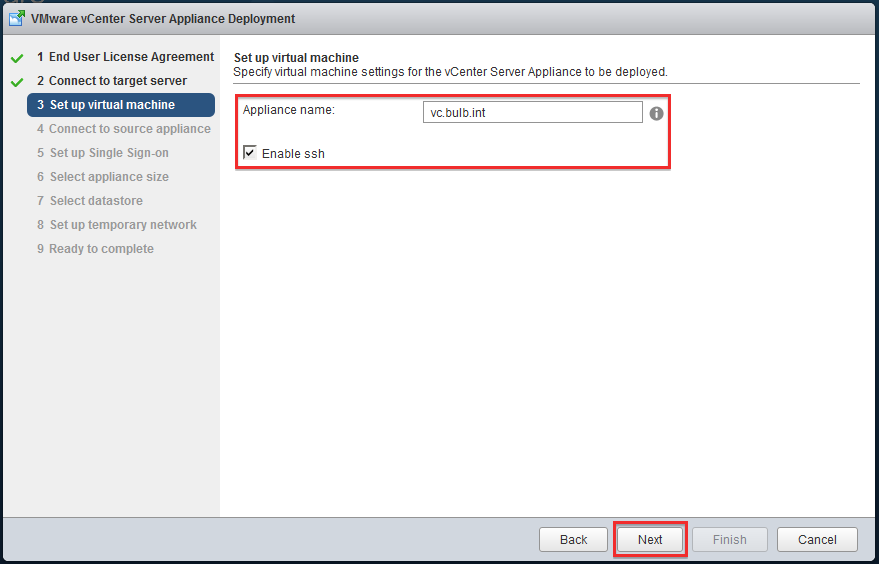 VMware vCenter Server Appliance Deployment
1 End User License Agreement
2 Connect to target server
3 Set up virtual machine
4 Connect to source appliance
5 Set up Single Sign-on
6 Select appliance size
7 Select datastore
8 Set up temporary network
9 Ready to complete
Set up virtual machine
Specify virtual machine settings for the vCenter Server Appliance to be deployed.
Appliance name: vc.bulb.int
Enable ssh
Back Next Finish Cancel